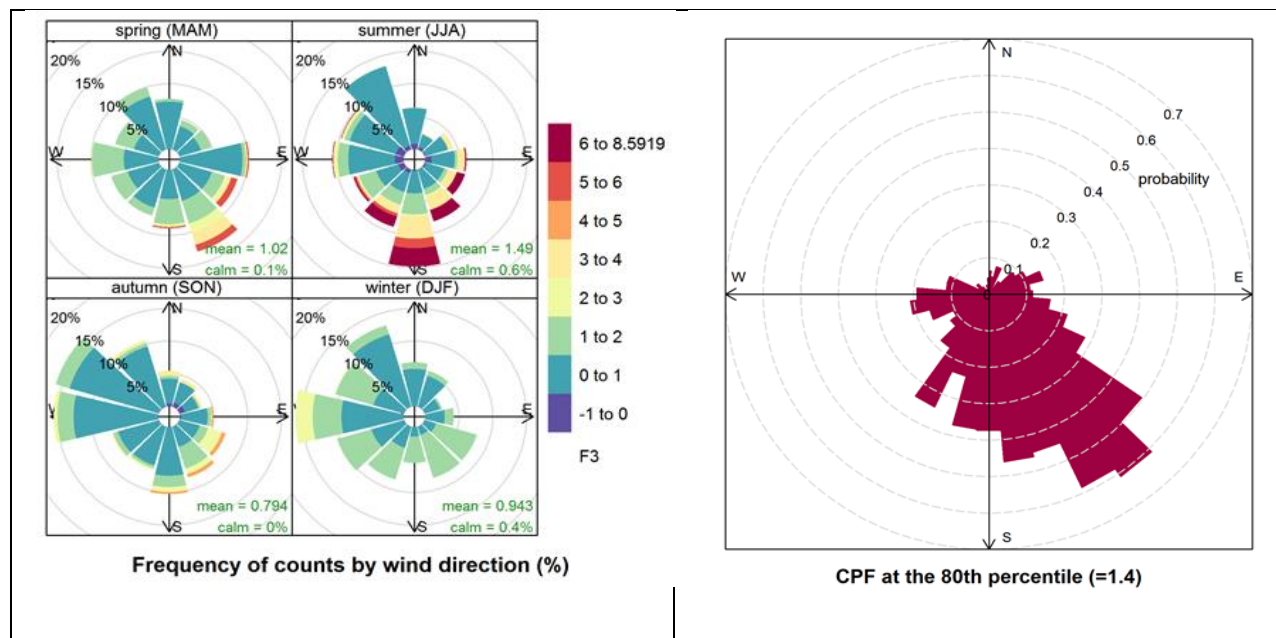 spring (MAM)
summer (JJA)
N
20%
15%
10%
5%
W
E
S
mean = 1.02
calm = 0.1%
N
20%
15%
10%
5%
W
E
S
mean = 1.49
calm = 0.6%
autumn (SON)
winter (DJF)
N
20%
15%
10%
5%
W
E
S
mean = 0.794
calm = 0%
N
20%
15%
10%
5%
W
E
S
mean = 0.943
calm = 0.4%
6 to 8.5919
5 to 6
4 to 5
3 to 4
2 to 3
1 to 2
0 to 1
-1 to 0
F3
Frequency of counts by wind direction (%)
N
0.7
0.6
0.5
probability
0.4
0.3
0.2
0.1
0
W
E
S
CPF at the 80th percentile (=1.4)